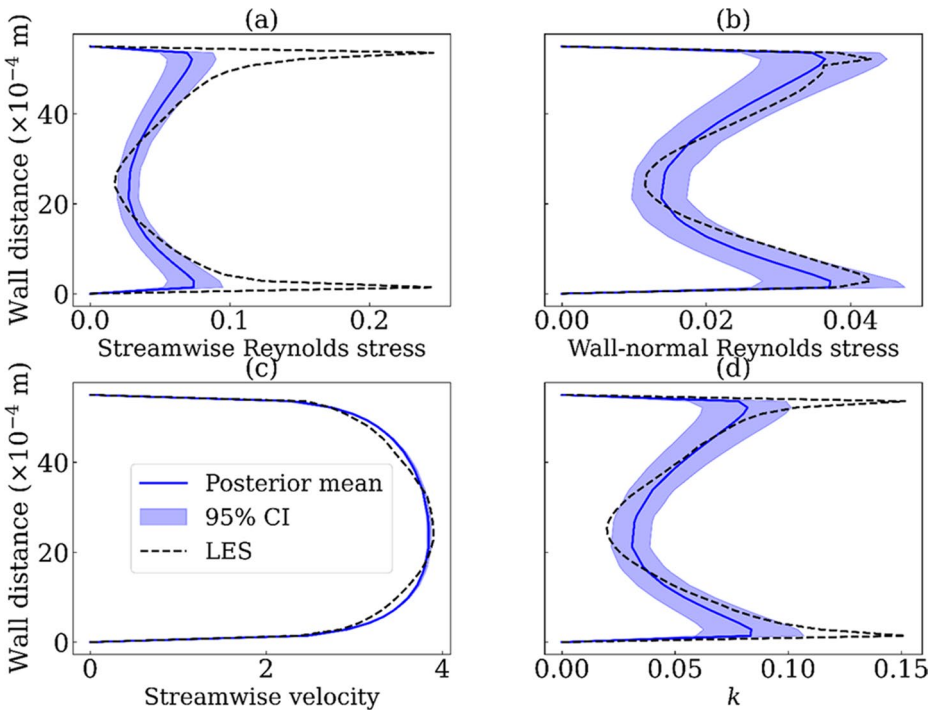 (a)
(b)
Wall distance (×10⁻⁴ m)
40
20
0
0.0
0.1
0.2
0.00
0.02
0.04
Streamwise Reynolds stress
Wall-normal Reynolds stress
(c)
(d)
Wall distance (×10⁻⁴ m)
40
20
0
Posterior mean
95% CI
LES
0
2
4
0.00
0.05
0.10
0.15
Streamwise velocity
k